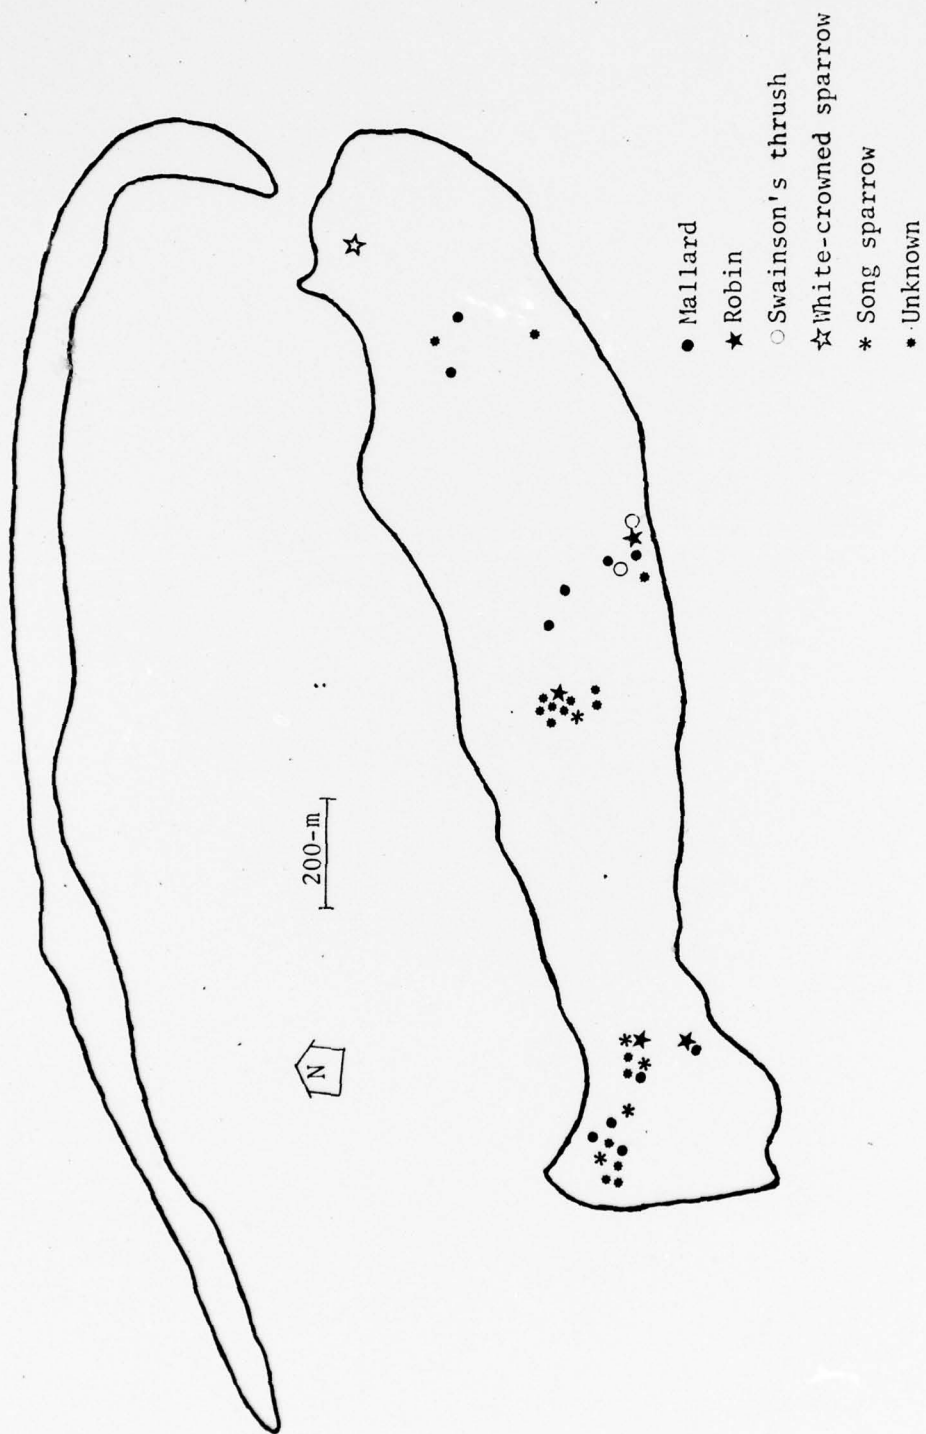 N
200-m
Mallard
Robin
Swainson's thrush
White-crowned sparrow
Song sparrow
Unknown